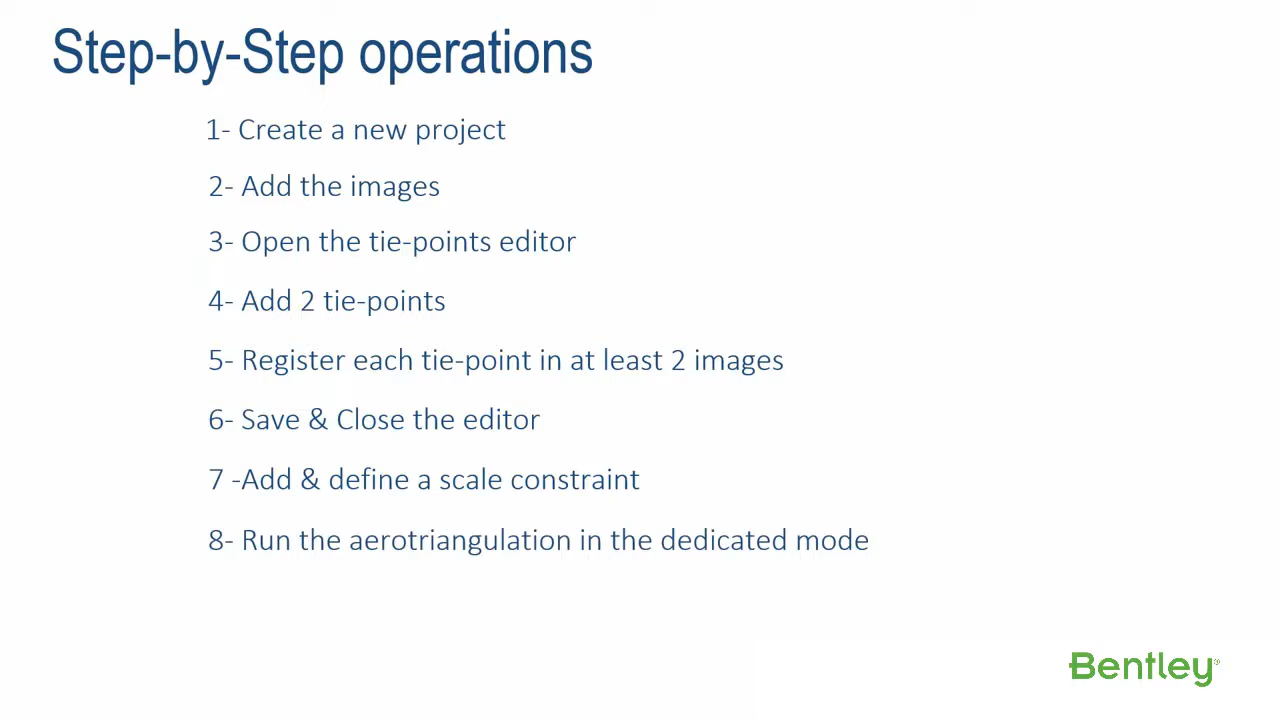 Step-by-Step operations
1- Create a new project
2- Add the images
3- Open the tie-points editor
4- Add 2 tie-points
5- Register each tie-point in at least 2 images
6- Save & Close the editor
7 -Add & define a scale constraint
8- Run the aerotriangulation in the dedicated mode
Bentley®